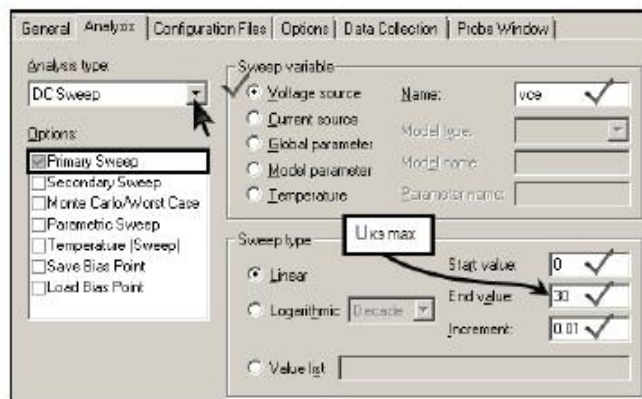 General Analysis Configuration Files Options Data Collection Probe Window
Analysis type:
DC Sweep
Options:
Primary Sweep
Secondary Sweep
Monte Carlo/Worst Case
Parametric Sweep
Temperature (Sweep)
Save Bias Point
Load Bias Point
Sweep variable
Voltage source
Current source
Global parameter
Model parameter
Temperature
Name: vce
Model type:
Model name:
Parameter name:
Uкэ max
Sweep type
Linear
Logarithmic Decade
Value list
Start value: 0
End value: 30
Increment: 0.01